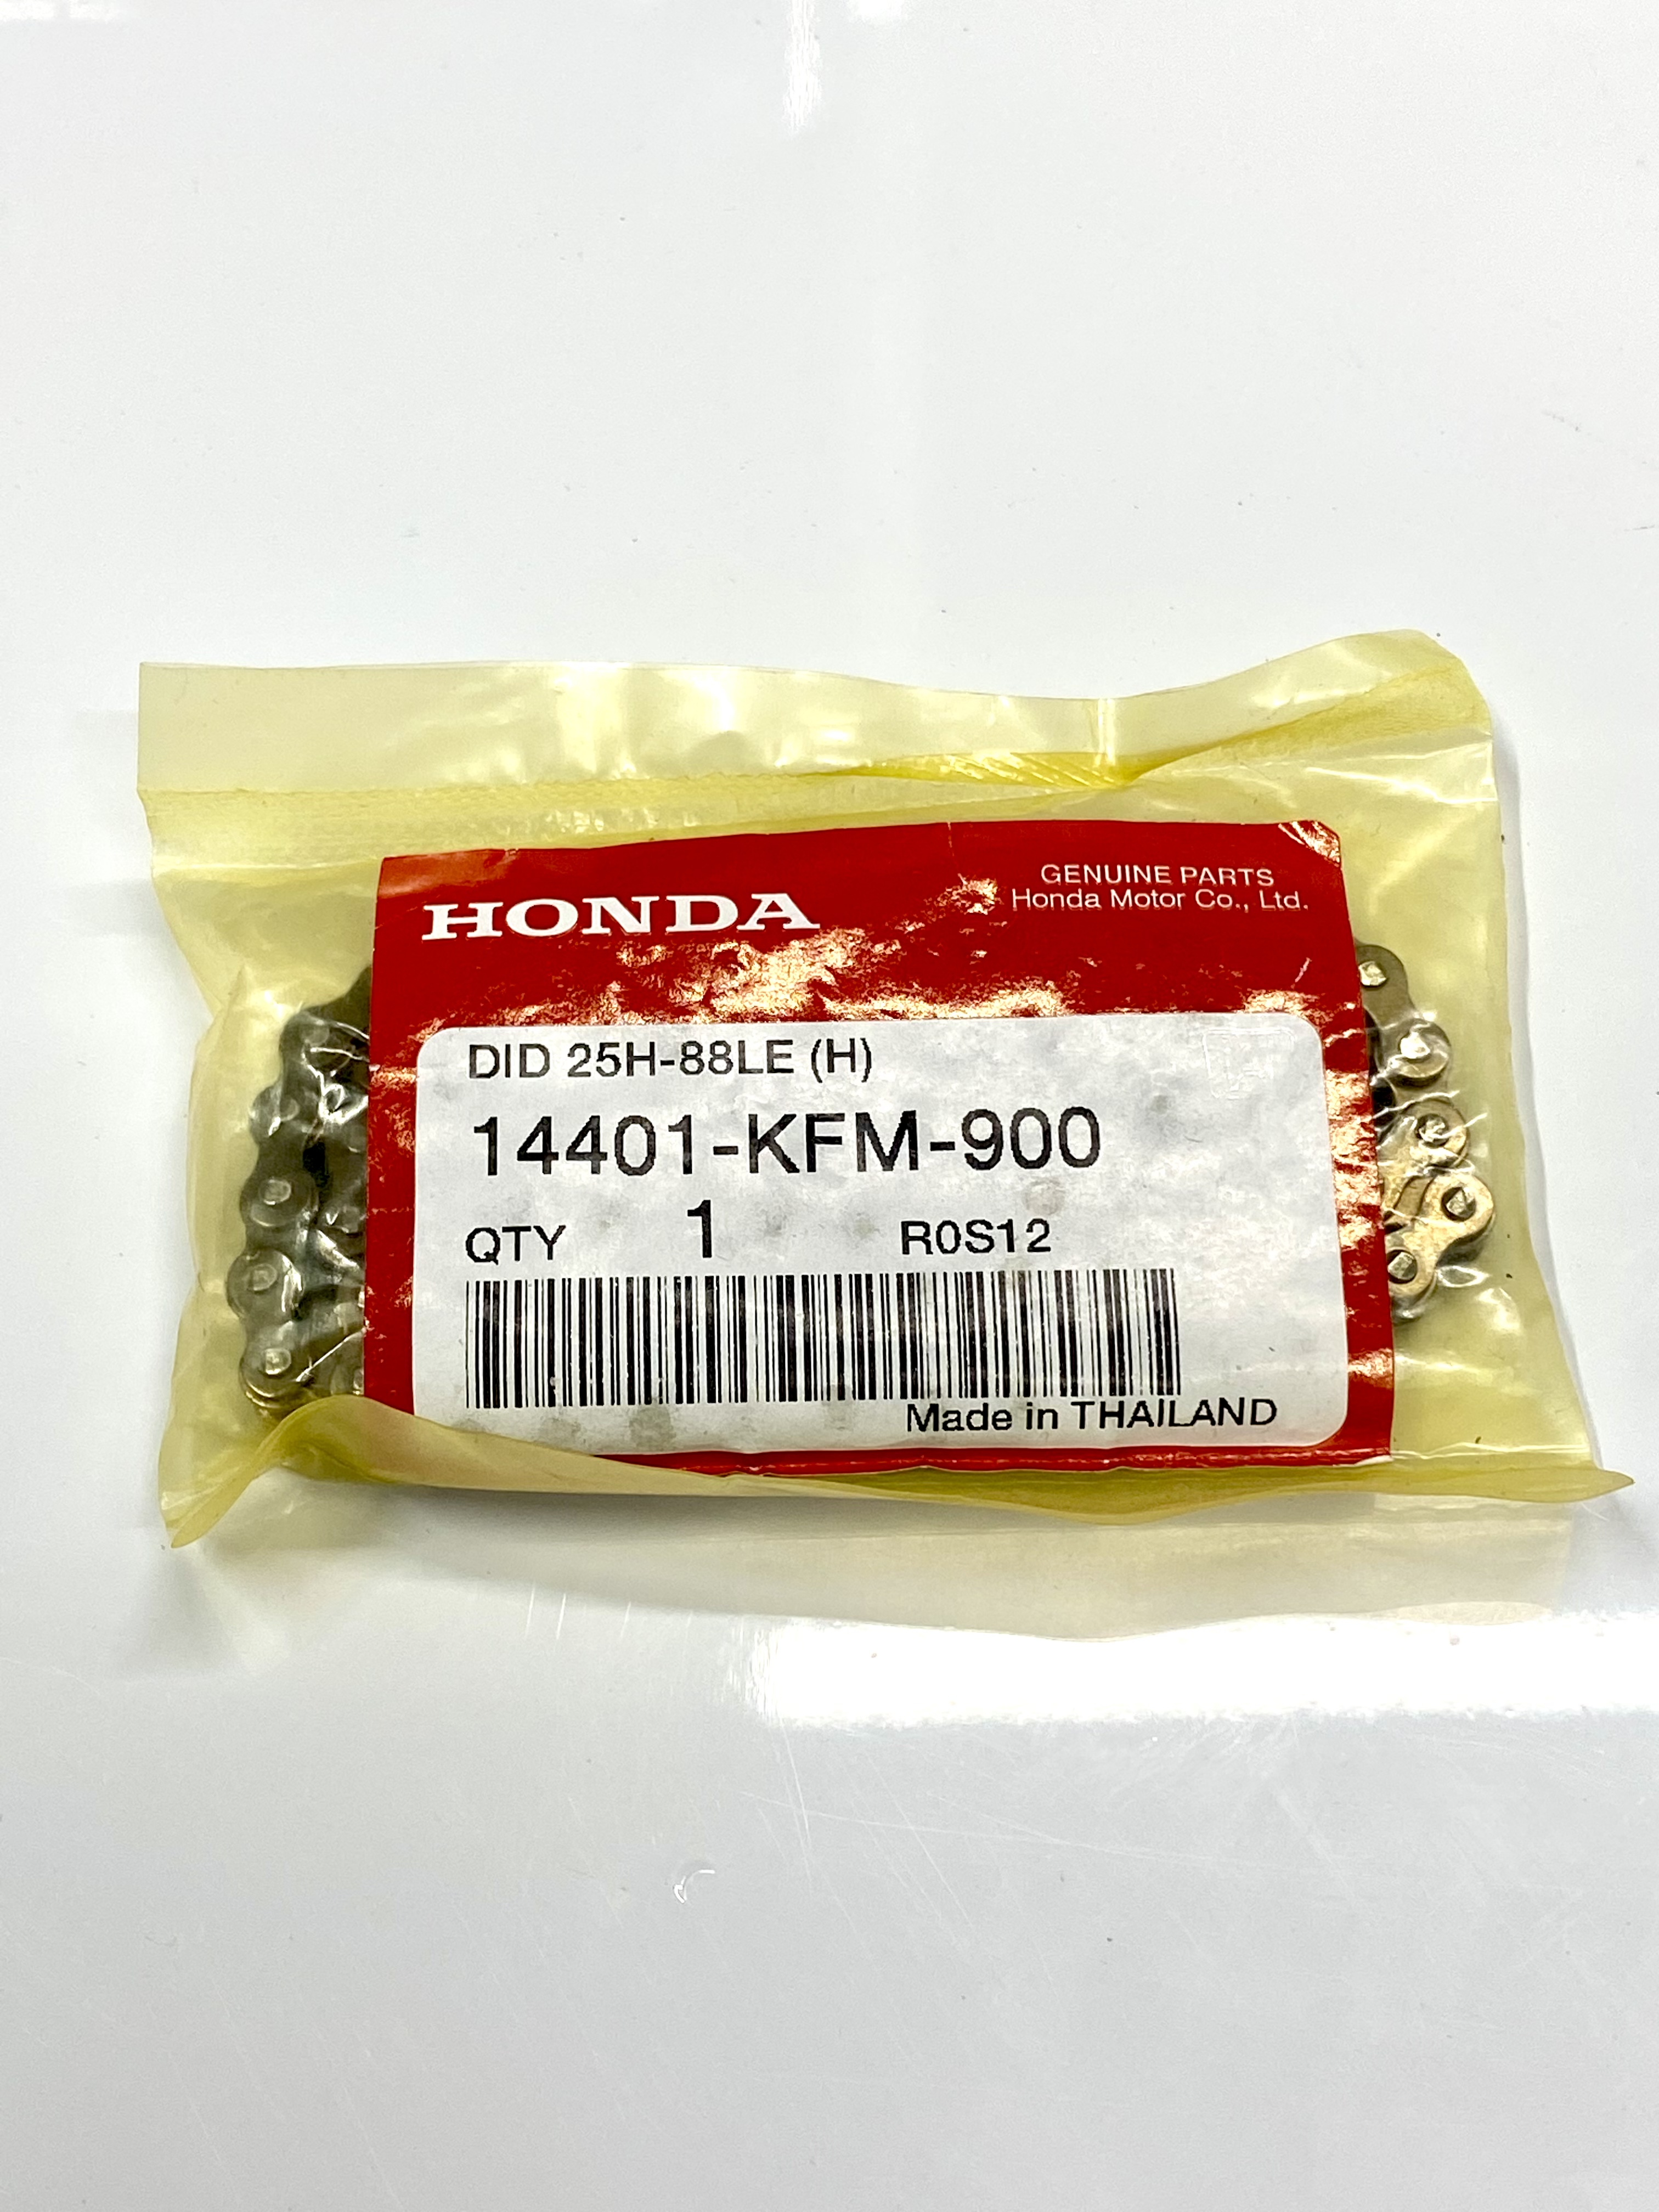 HONDA
GENUINE PARTS
Honda Motor Co., Ltd.
DID 25H-88LE (H)
14401-KFM-900
QTY 1 R0S12
Made in THAILAND